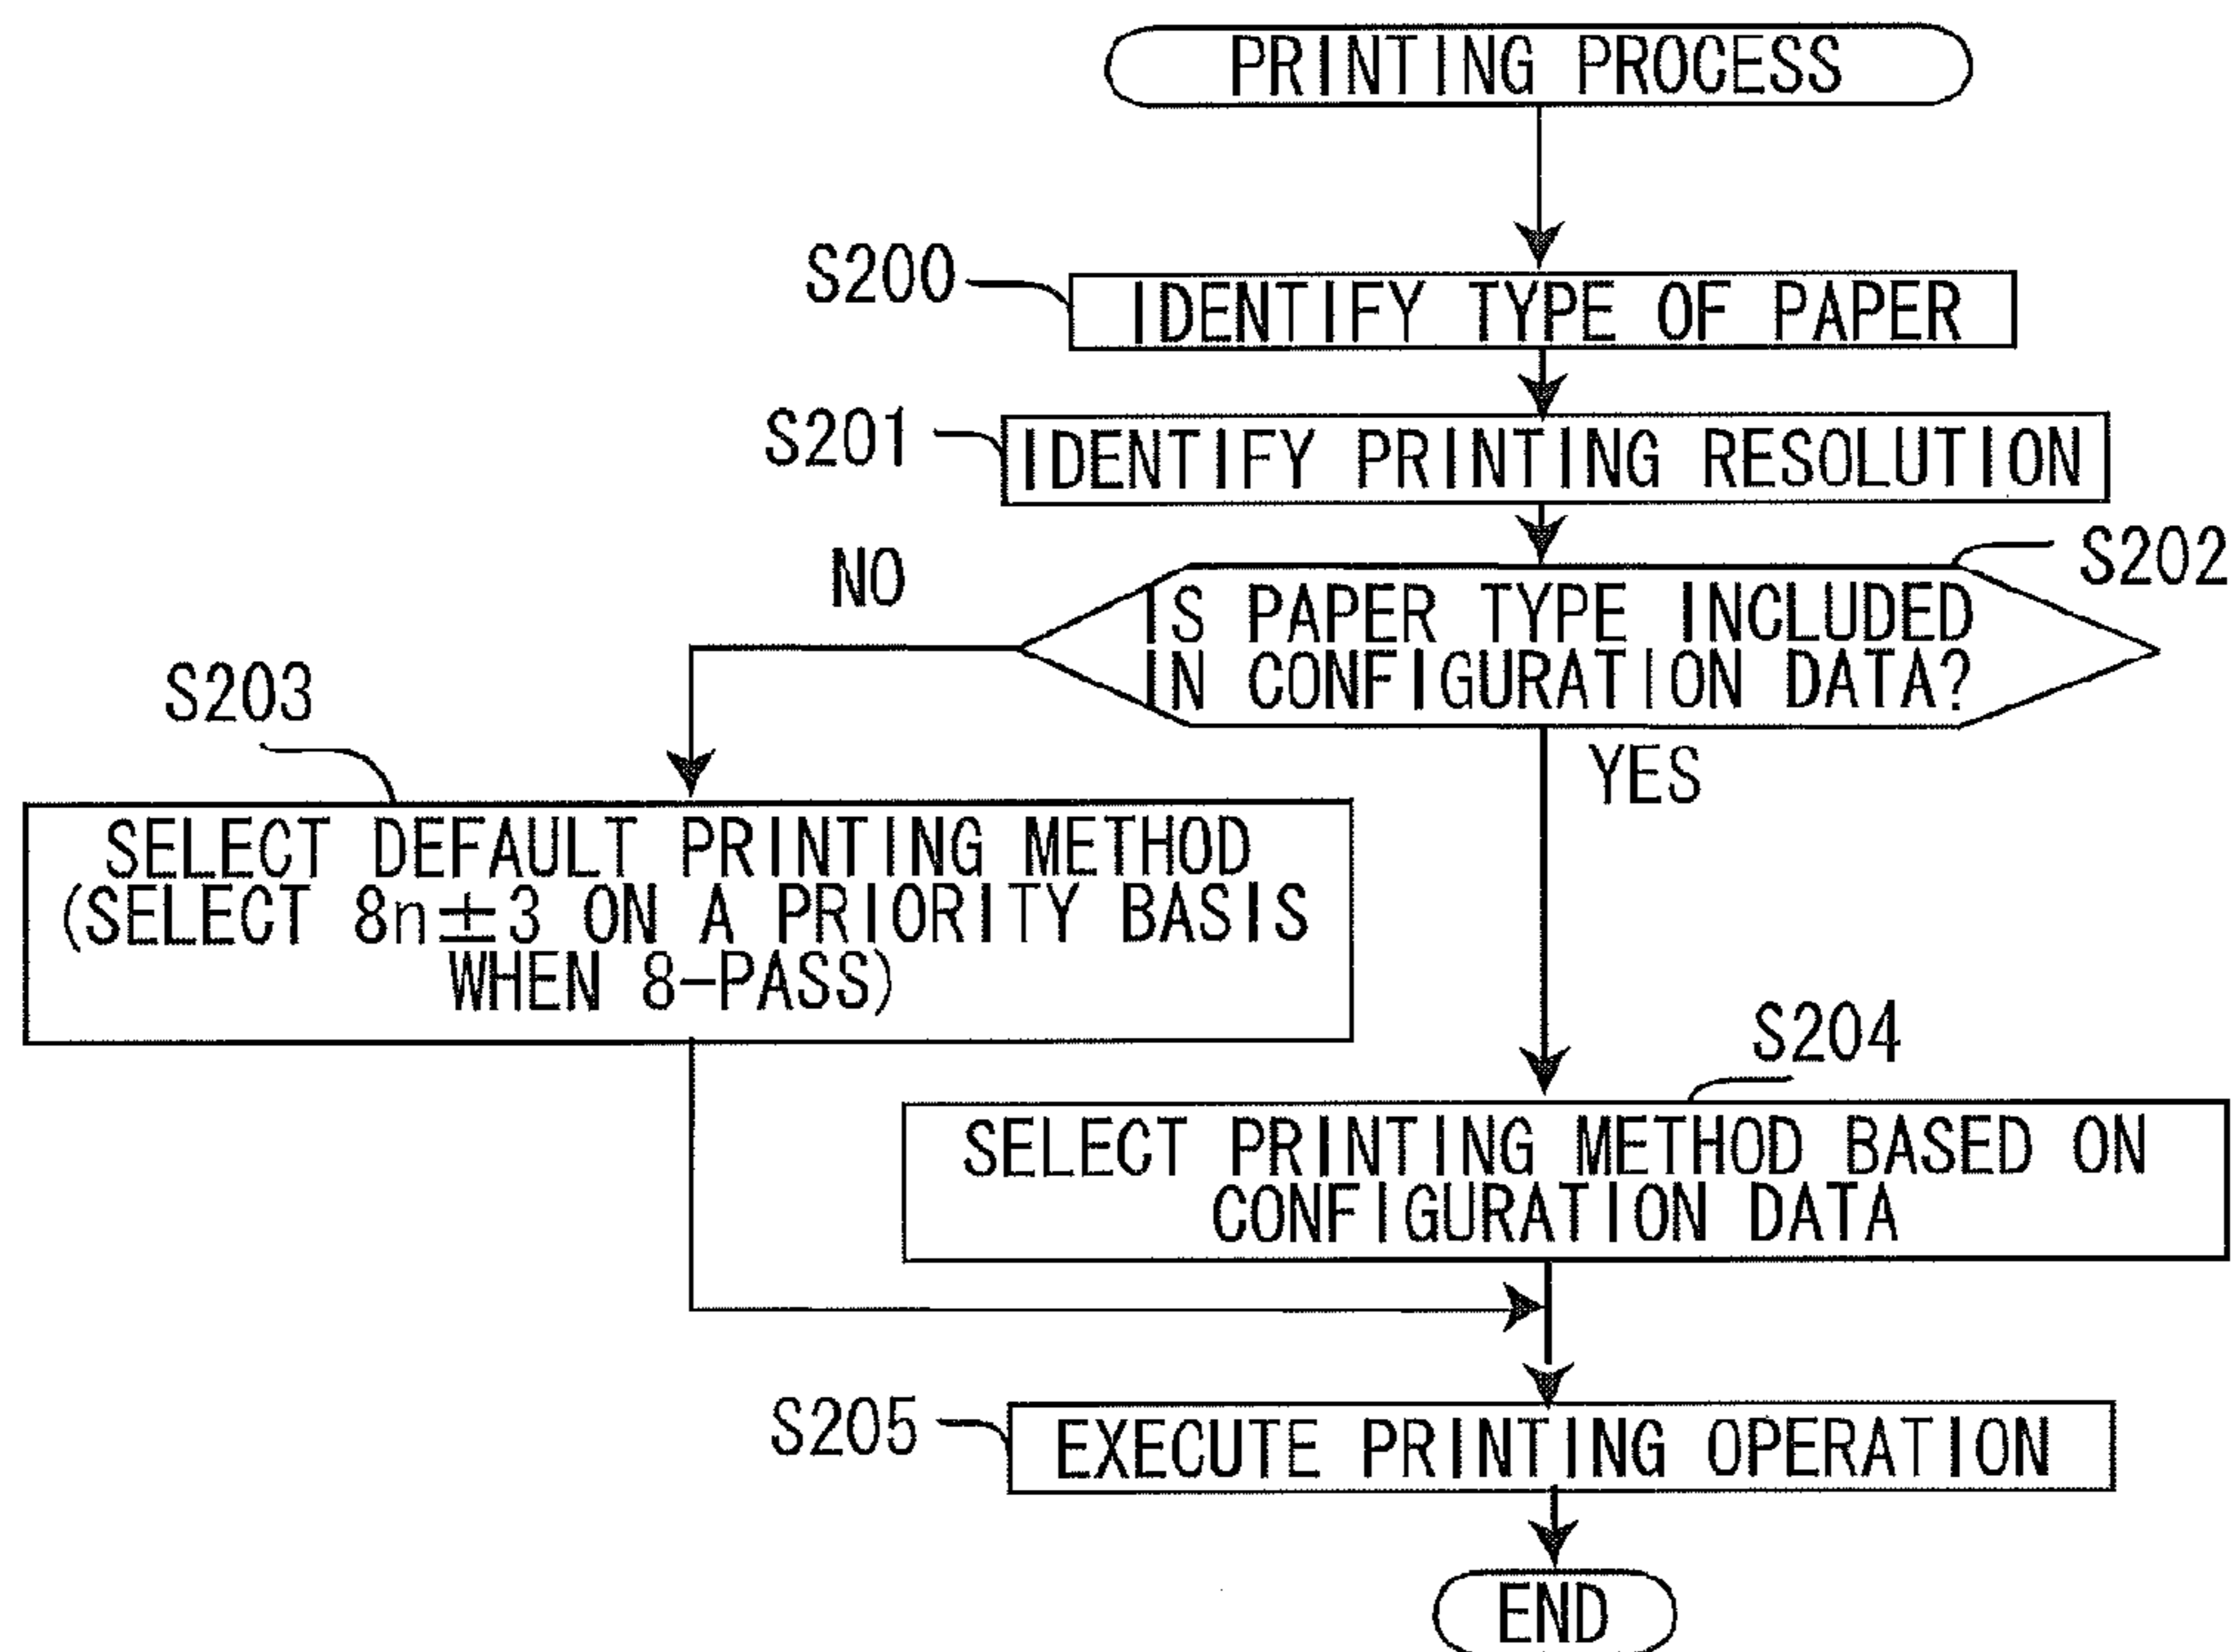 PRINTING PROCESS
S200
IDENTIFY TYPE OF PAPER
S201
IDENTIFY PRINTING RESOLUTION
NO
S202
IS PAPER TYPE INCLUDED
IN CONFIGURATION DATA?
YES
S203
SELECT DEFAULT PRINTING METHOD
(SELECT 8n±3 ON A PRIORITY BASIS
WHEN 8-PASS)
S204
SELECT PRINTING METHOD BASED ON
CONFIGURATION DATA
S205
EXECUTE PRINTING OPERATION
END